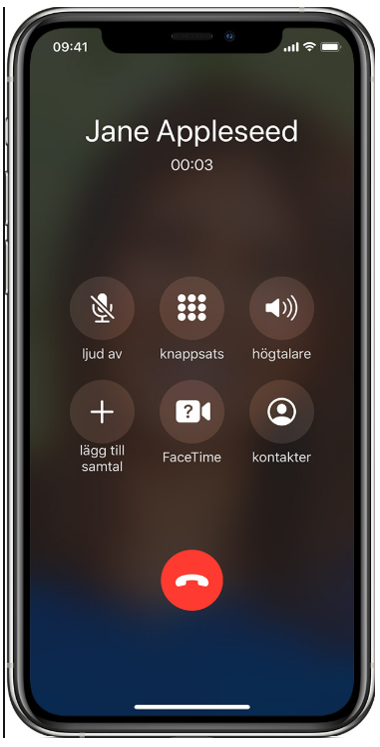 09:41
Jane Appleseed
00:03
ljud av
knappsats
högtalare
?
lägg till
samtal
FaceTime
kontakter